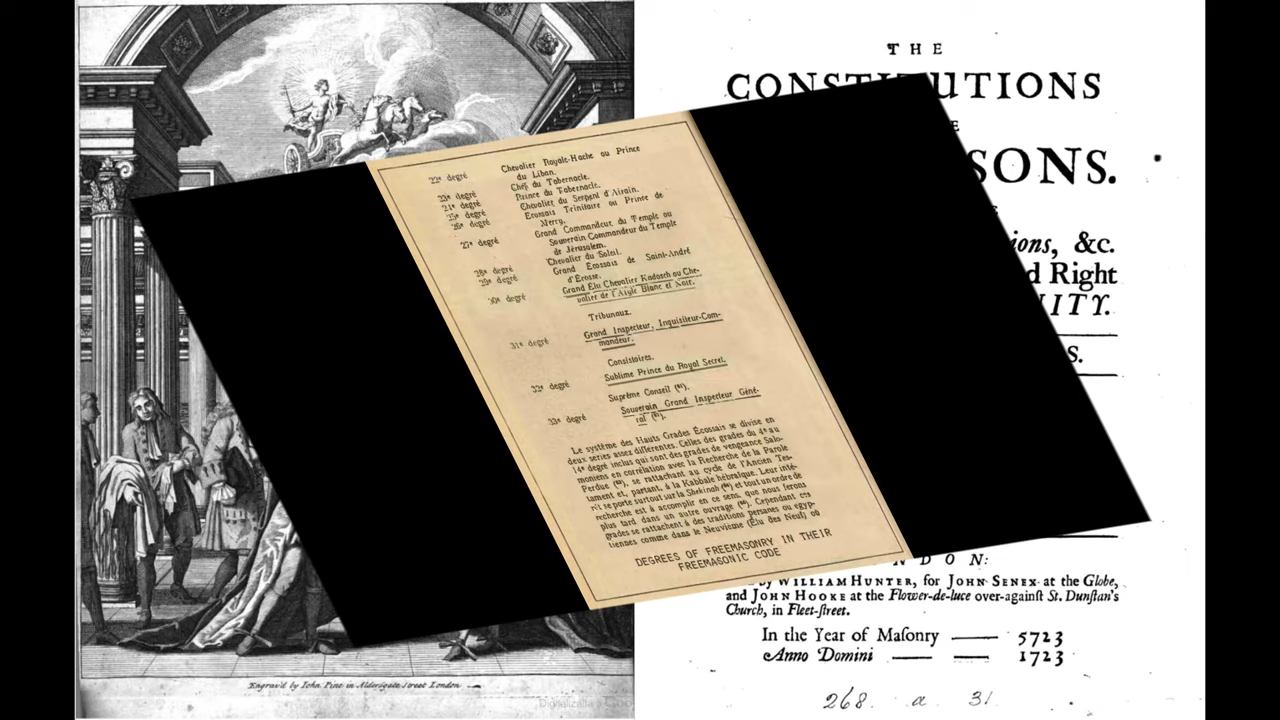 THE
CONSTITUTIONS
SONS.
ions, &c.
d Right
ITY.
S.
22e degré Chevalier Royale-Hache ou Prince
du Liban.
23e degré Chef du Tabernacle.
24e degré Prince du Tabernacle.
25e degré Chevalier du Serpent d'Airain.
26e degré Ecossais Trinitaire ou Prince de
Mercy.
27e degré Grand Commandeur du Temple ou
Souverain Commandeur du Temple
de Jérusalem.
28e degré Chevalier du Soleil.
29e degré Grand Ecossais de Saint-André
d'Écosse.
30e degré Grand Elu Chevalier Kadosch ou Che-
valier de l'Aigle Blanc et Noir.
Tribunaux.
31e degré Grand Inspecteur, Inquisiteur-Com-
mandeur.
Consistoires.
32e degré Sublime Prince du Royal Secret.
Suprême Conseil (61).
33e degré Souverain Grand Inspecteur Géné-
ral
Le système des Hauts Grades Écossais se divise en
deux séries assez différentes. Celles des grades du 4e au
14e degré inclus qui sont des grades de vengeance Salo-
moniens en corrélation avec la Recherche de la Parole
Perdue se rattachant au cycle de l'Ancien Tes-
tament et, partant, à la Kabbale hébraïque. Leur inté-
rêt se porte surtout sur la Shekinah et tout un ordre de
recherche est à accomplir en ce sens, que nous ferons
plus tard dans un autre ouvrage Cependant ces
grades se rattachent à des traditions persanes ou égyp-
tiennes comme dans le Neuvième (Élu des Neuf) où
DEGREES OF FREEMASONRY IN THEIR
FREEMASONIC CODE
N D O N:
by WILLIAM HUNTER, for JOHN SENEX at the Globe,
and JOHN HOOKE at the Flower-de-luce over-against St. Dunſtan's
Church, in Fleet-ſtreet.
In the Year of Maſonry —— 5723
Anno Domini —— —— 1723
268. a 31
Engrav'd by Iohn Pine in Aldersgate Street London